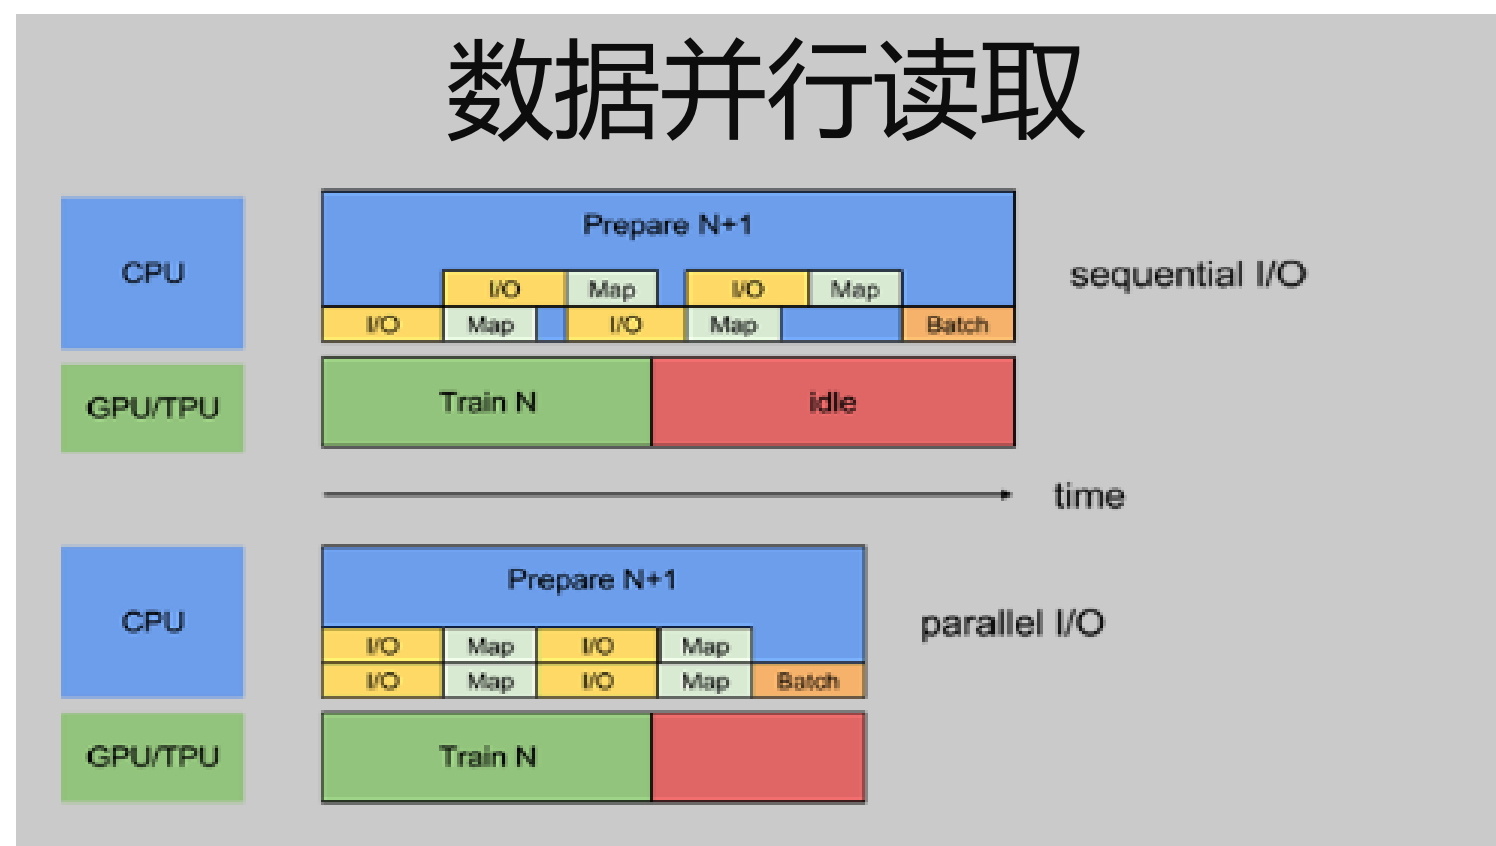 数据并行读取
CPU
Prepare N+1
sequential I/O
I/O Map I/O Map
I/O Map I/O Map Batch
GPU/TPU
Train N
idle
time
CPU
Prepare N+1
parallel I/O
I/O Map I/O Map
I/O Map I/O Map Batch
GPU/TPU
Train N